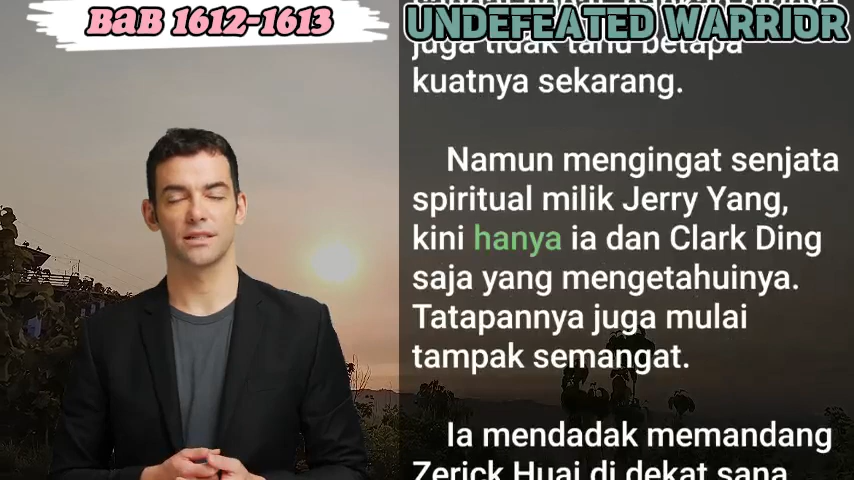 BAB 1612-1613
UNDEFEATED WARRIOR
juga tidak tahu betapa
kuatnya sekarang.
Namun mengingat senjata
spiritual milik Jerry Yang,
kini hanya ia dan Clark Ding
saja yang mengetahuinya.
Tatapannya juga mulai
tampak semangat.
Ia mendadak memandang
Zerick Huai di dekat sana